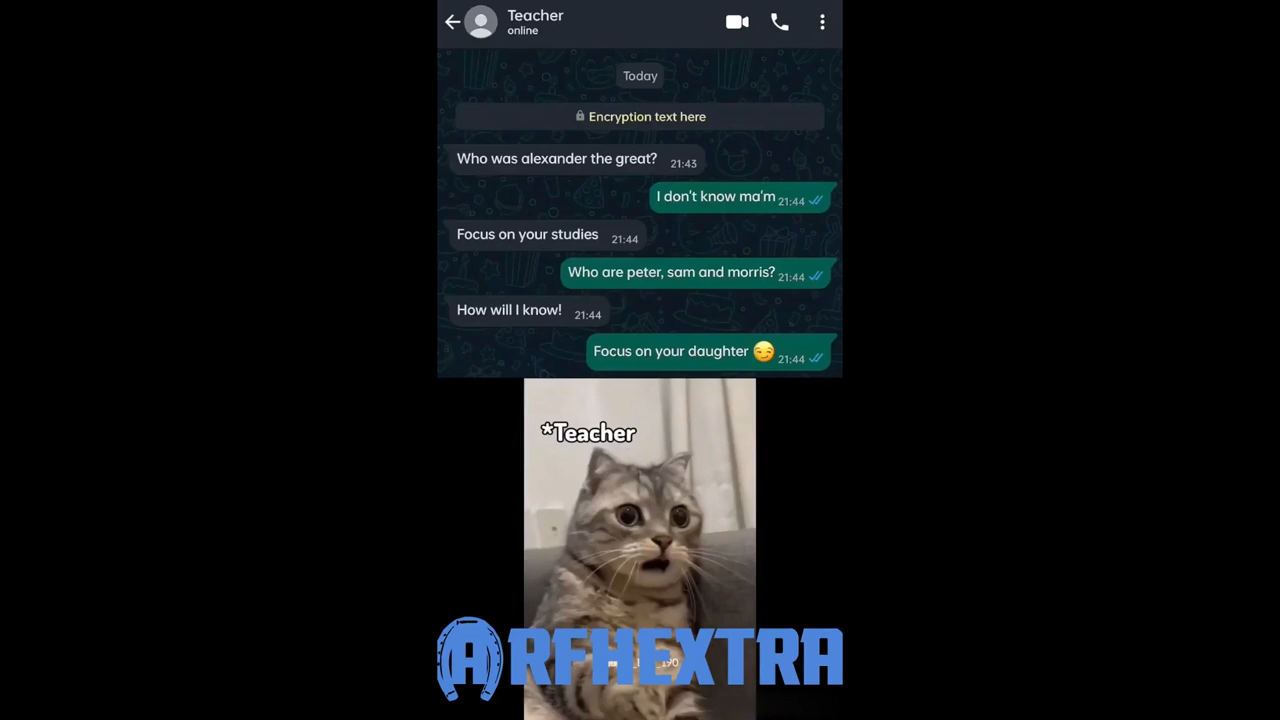 Teacher
online
Today
Encryption text here
Who was alexander the great? 21:43
I don't know ma'm 21:44
Focus on your studies 21:44
Who are peter, sam and morris? 21:44
How will I know! 21:44
Focus on your daughter 😏 21:44
*Teacher
ARFHEXTRA